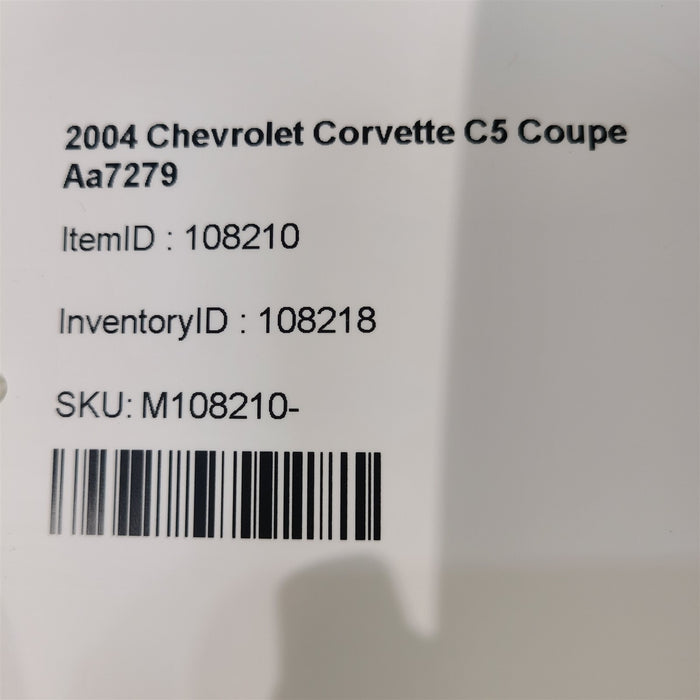 2004 Chevrolet Corvette C5 Coupe
Aa7279
ItemID : 108210
InventoryID : 108218
SKU: M108210-